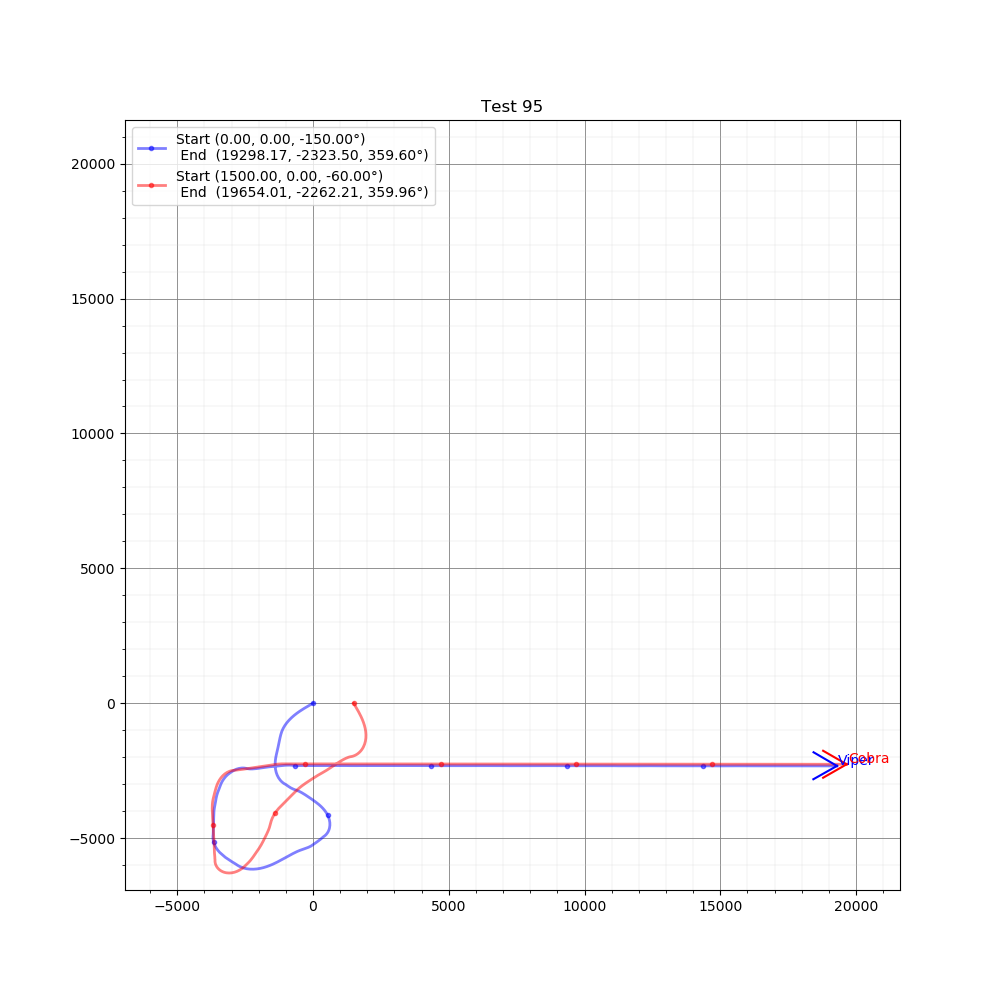 Test 95
Start (0.00, 0.00, -150.00°)
End (19298.17, -2323.50, 359.60°)
Start (1500.00, 0.00, -60.00°)
End (19654.01, -2262.21, 359.96°)
20000
15000
10000
5000
0
−5000
Viper
Cobra
−5000
0
5000
10000
15000
20000